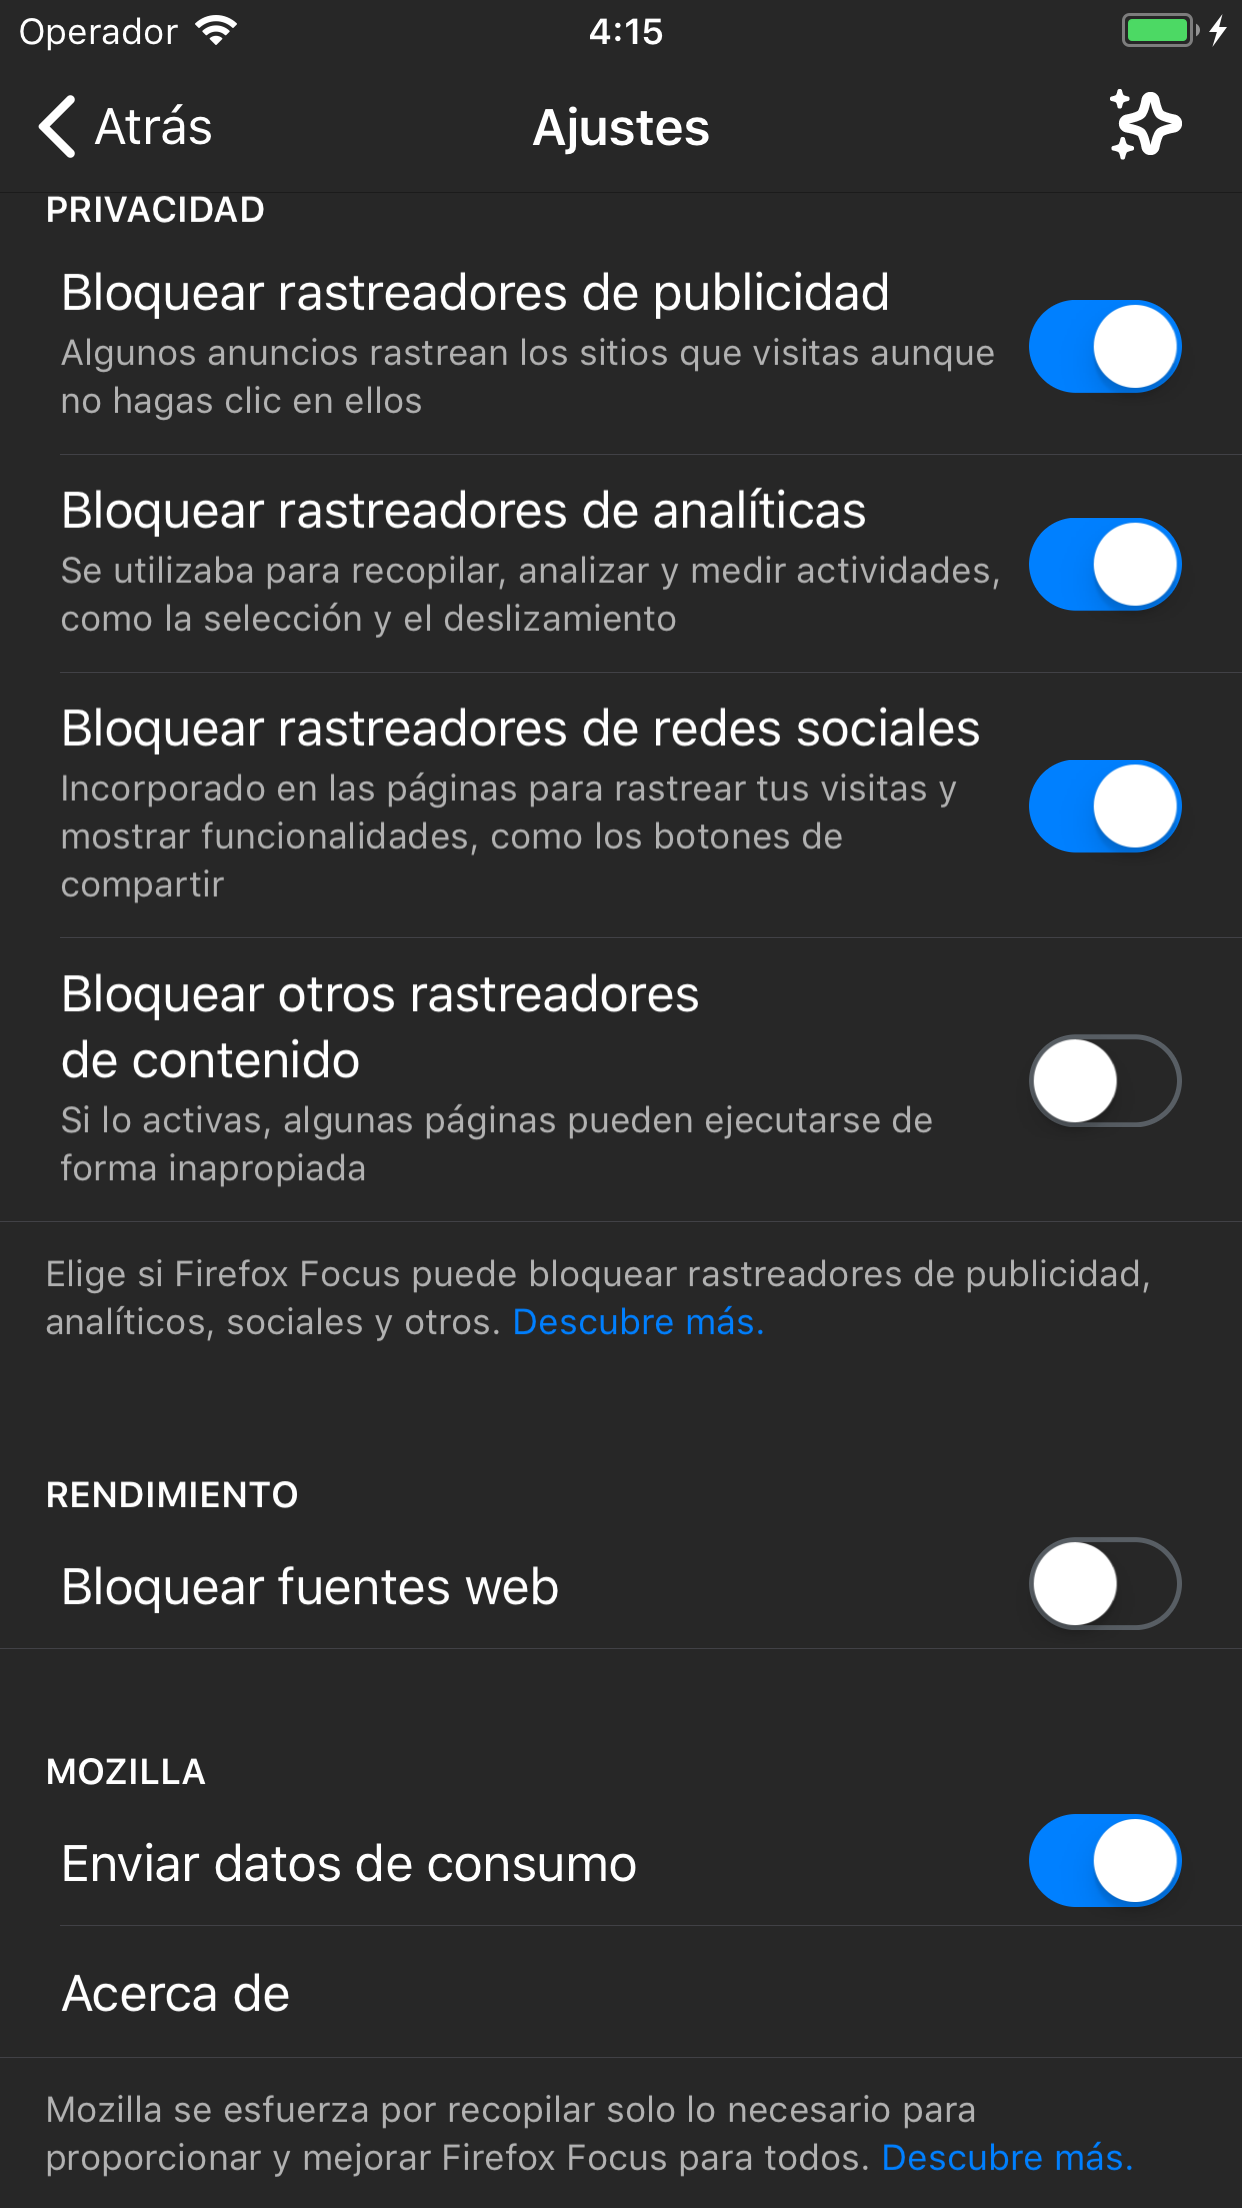 Operador
4:15
Atrás
Ajustes
PRIVACIDAD
Bloquear rastreadores de publicidad
Algunos anuncios rastrean los sitios que visitas aunque
no hagas clic en ellos
Bloquear rastreadores de analíticas
Se utilizaba para recopilar, analizar y medir actividades,
como la selección y el deslizamiento
Bloquear rastreadores de redes sociales
Incorporado en las páginas para rastrear tus visitas y
mostrar funcionalidades, como los botones de
compartir
Bloquear otros rastreadores
de contenido
Si lo activas, algunas páginas pueden ejecutarse de
forma inapropiada
Elige si Firefox Focus puede bloquear rastreadores de publicidad,
analíticos, sociales y otros. Descubre más.
RENDIMIENTO
Bloquear fuentes web
MOZILLA
Enviar datos de consumo
Acerca de
Mozilla se esfuerza por recopilar solo lo necesario para
proporcionar y mejorar Firefox Focus para todos. Descubre más.